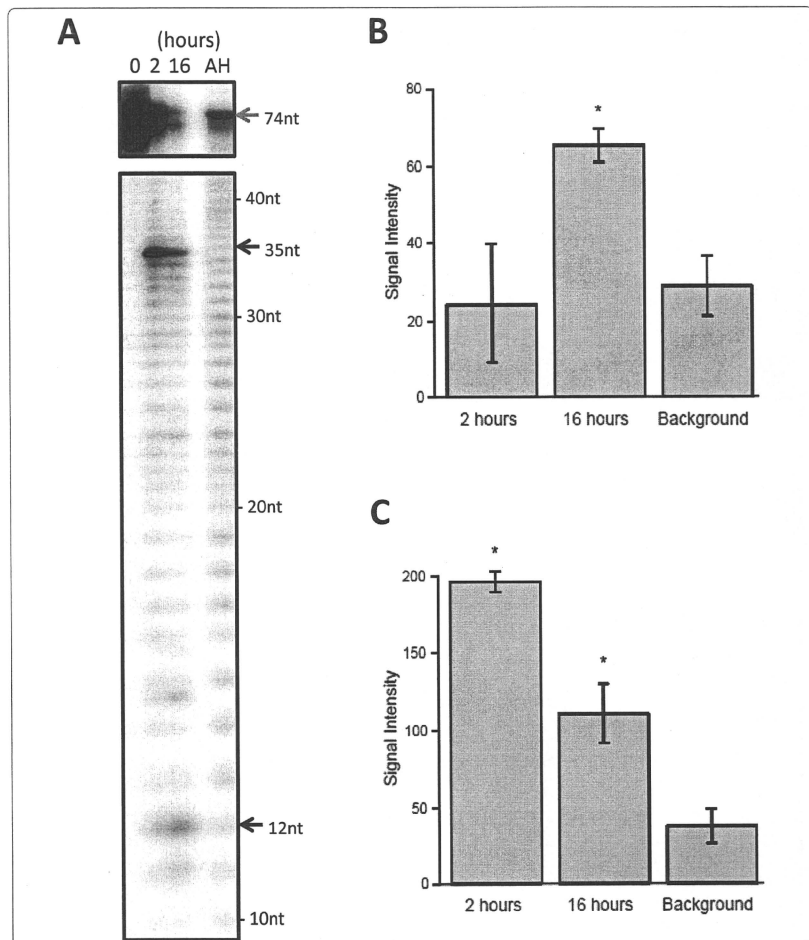 A
(hours)
0 2 16 AH
74nt
40nt
35nt
30nt
20nt
12nt
10nt
B
80
60
40
20
0
Signal Intensity
*
2 hours
16 hours
Background
C
200
150
100
50
0
Signal Intensity
*
*
2 hours
16 hours
Background